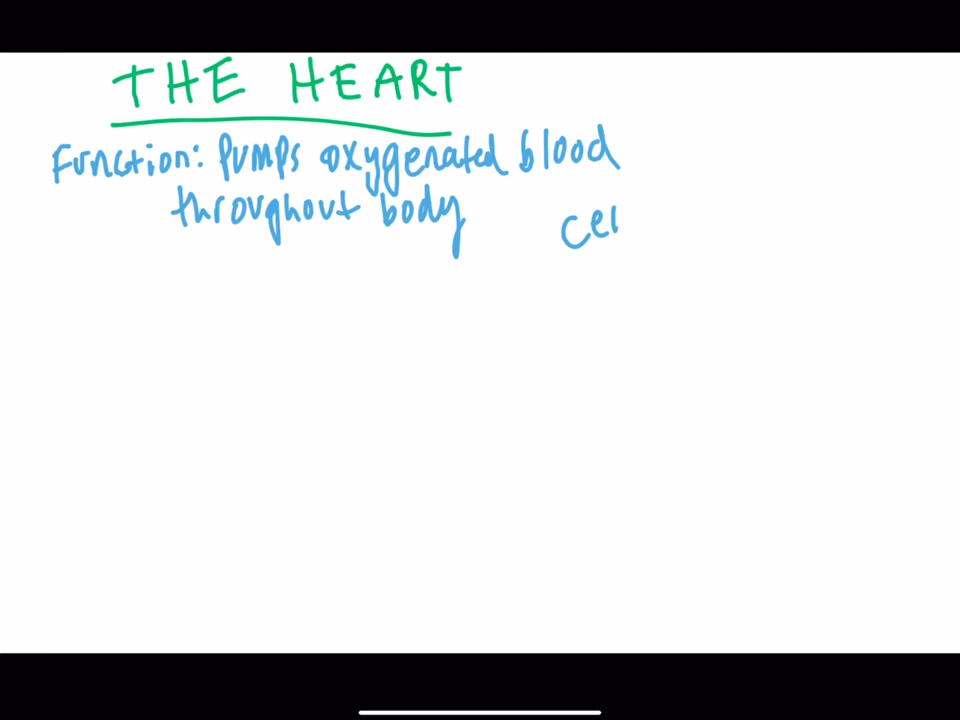 THE HEART
Function: Pumps oxygenated blood
throughout body
cel